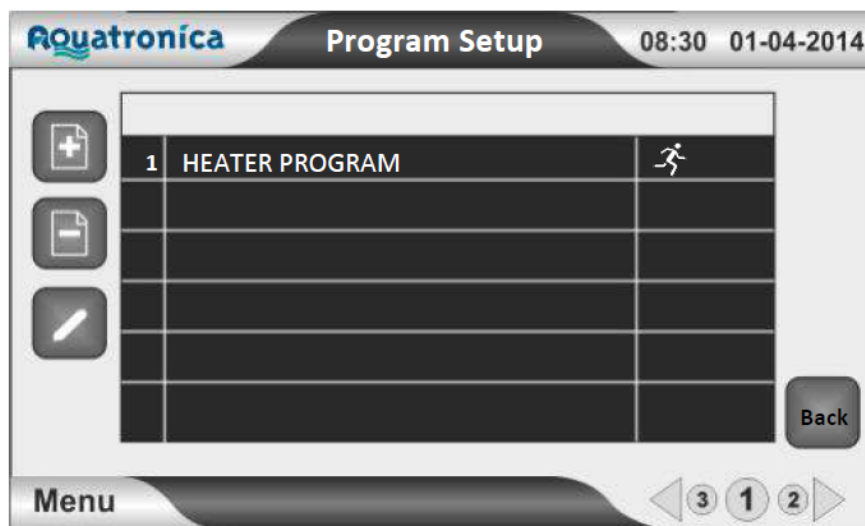 Aquatronica Program Setup 08:30 01-04-2014
1 HEATER PROGRAM
Back
Menu 3 1 2